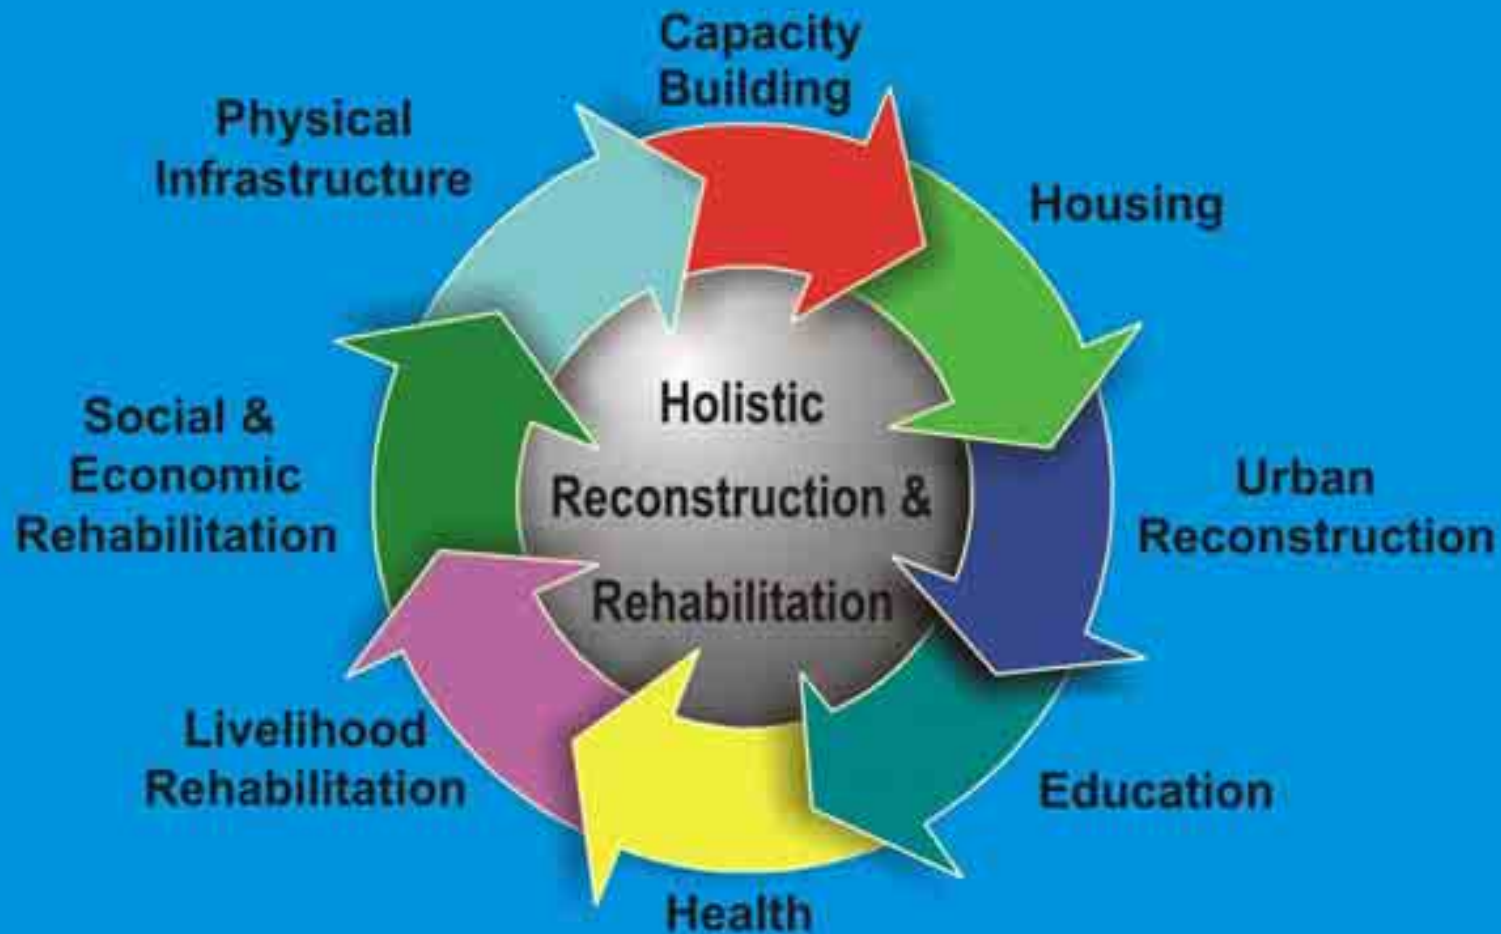 Capacity
Building
Housing
Urban
Reconstruction
Education
Health
Livelihood
Rehabilitation
Social &
Economic
Rehabilitation
Physical
Infrastructure
Holistic
Reconstruction &
Rehabilitation